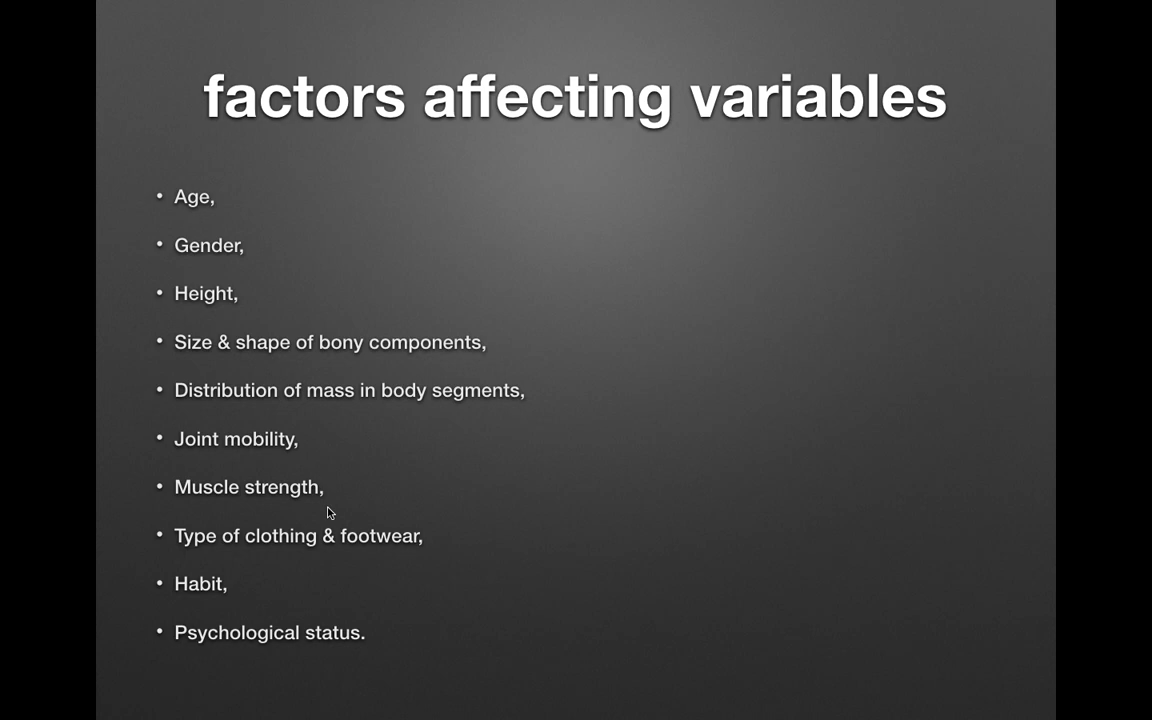 factors affecting variables
• Age,
• Gender,
• Height,
• Size & shape of bony components,
• Distribution of mass in body segments,
• Joint mobility,
• Muscle strength,
• Type of clothing & footwear,
• Habit,
• Psychological status.